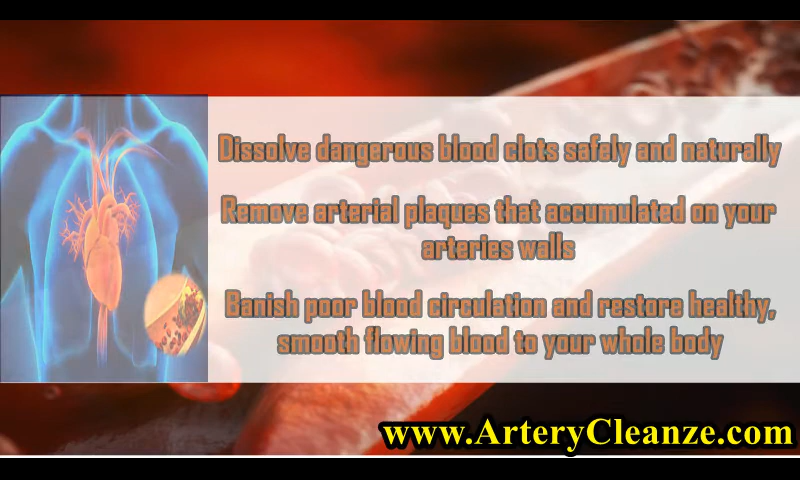 Dissolve dangerous blood clots safely and naturally
Remove arterial plaques that accumulated on your
arteries walls
Banish poor blood circulation and restore healthy,
smooth flowing blood to your whole body
www.ArteryCleanze.com